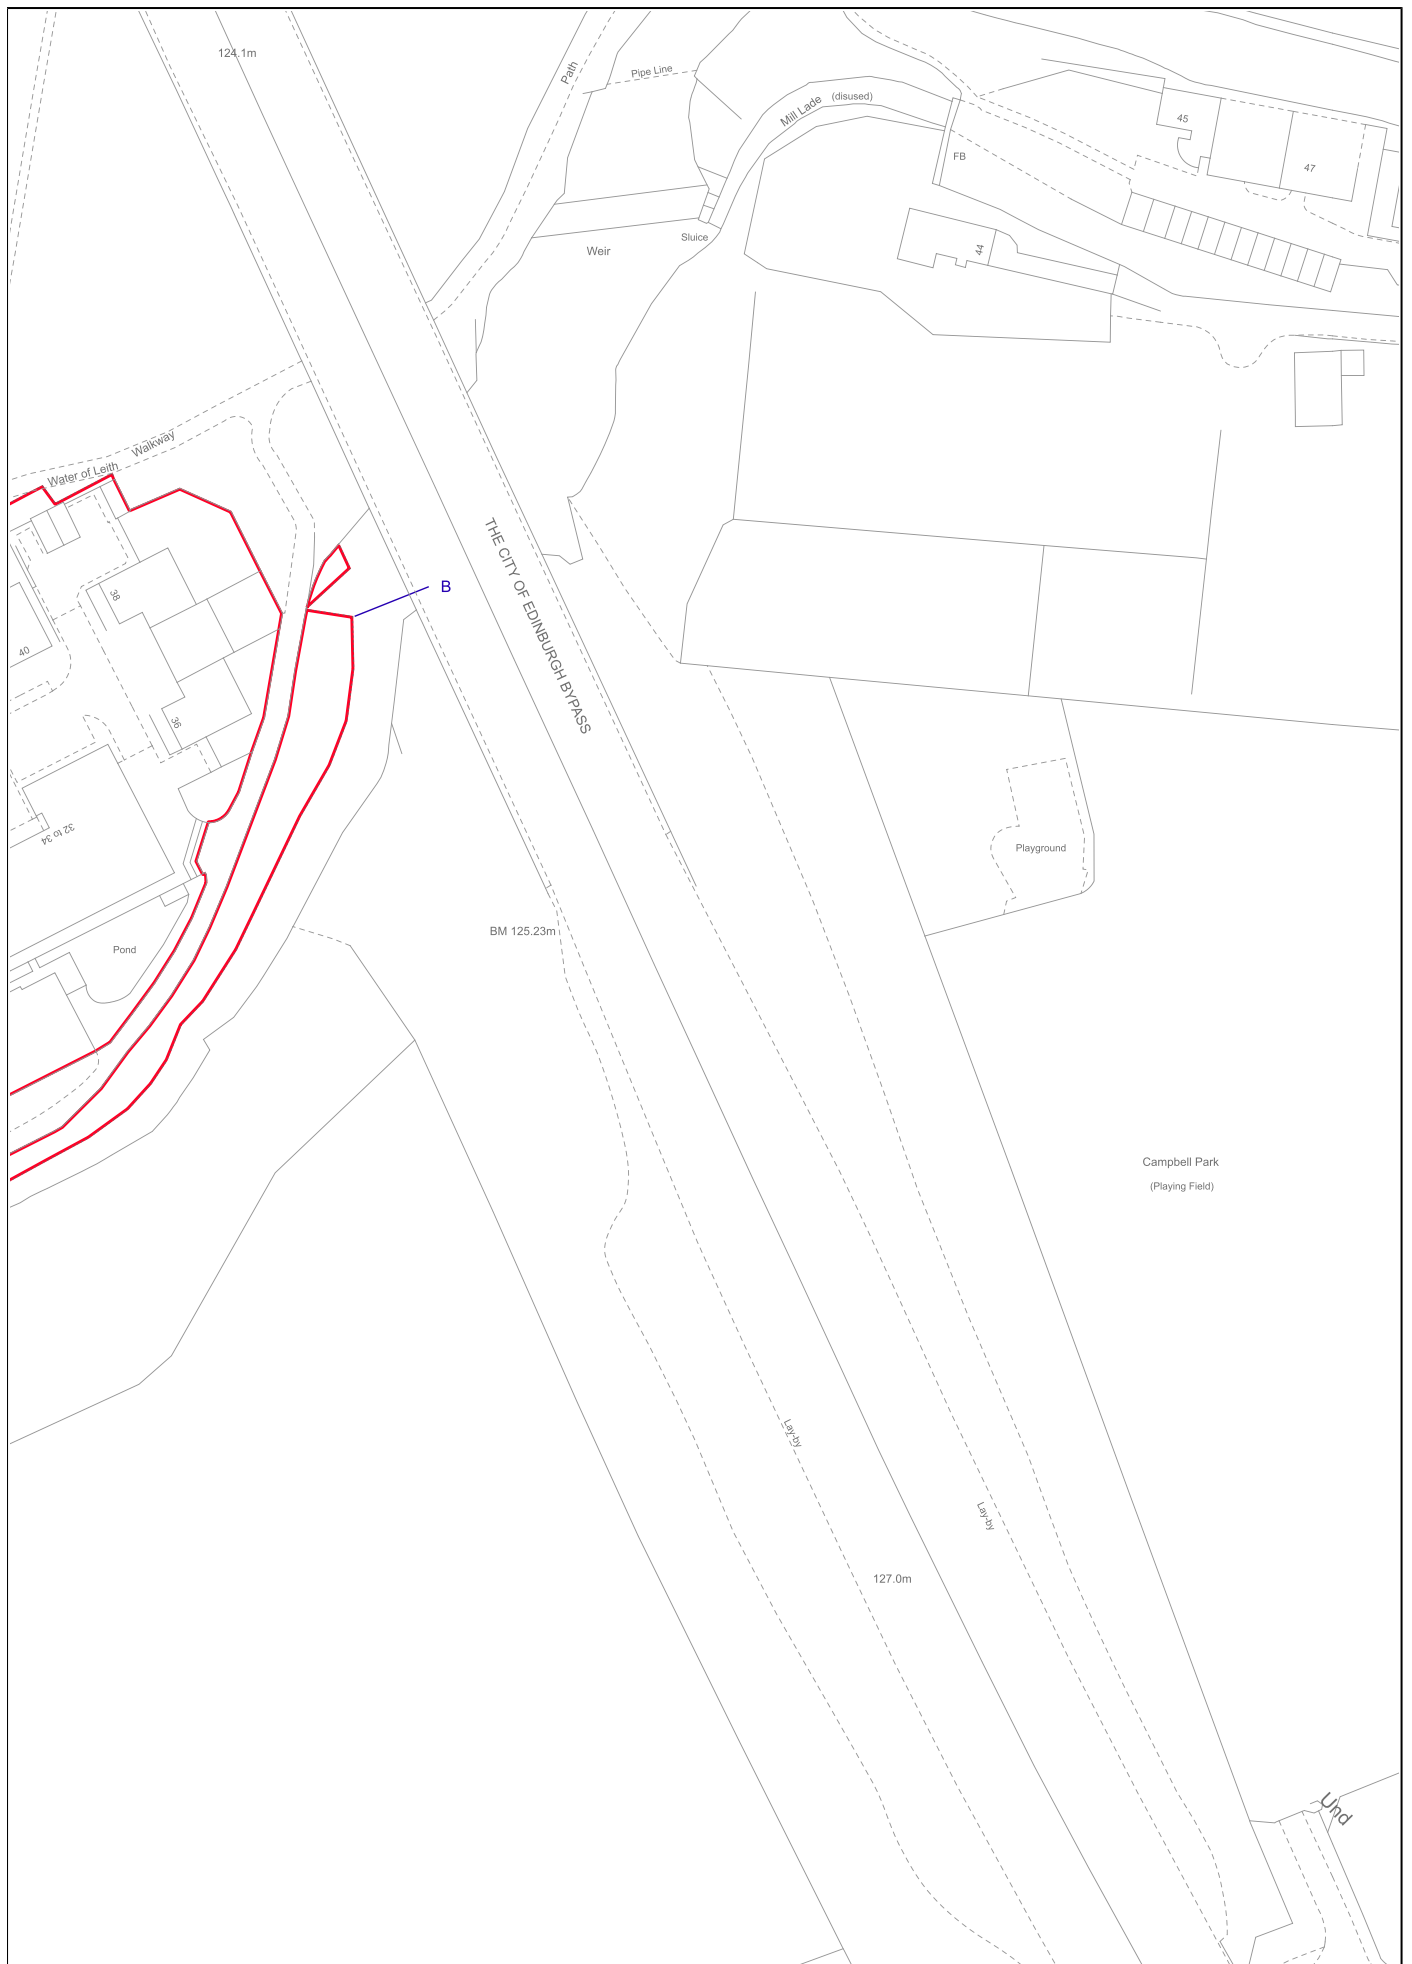 124.1m
Path
Pipe Line
Mill Lade
(disused)
45
47
FB
Sluice
Weir
44
Water of Leith
Walkway
THE CITY OF EDINBURGH BYPASS
B
38
40
36
32 to 34
Playground
BM 125.23m
Pond
Campbell Park
(Playing Field)
Lay-by
Lay-by
127.0m
Und